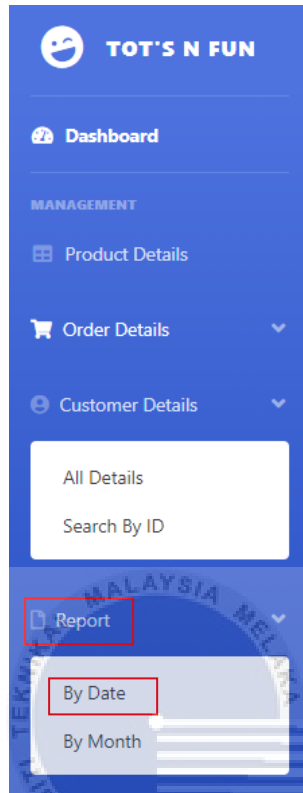 TOT'S N FUN
Dashboard
MANAGEMENT
Product Details
Order Details
Customer Details
All Details
Search By ID
MALAYSIA
Report
By Date
By Month